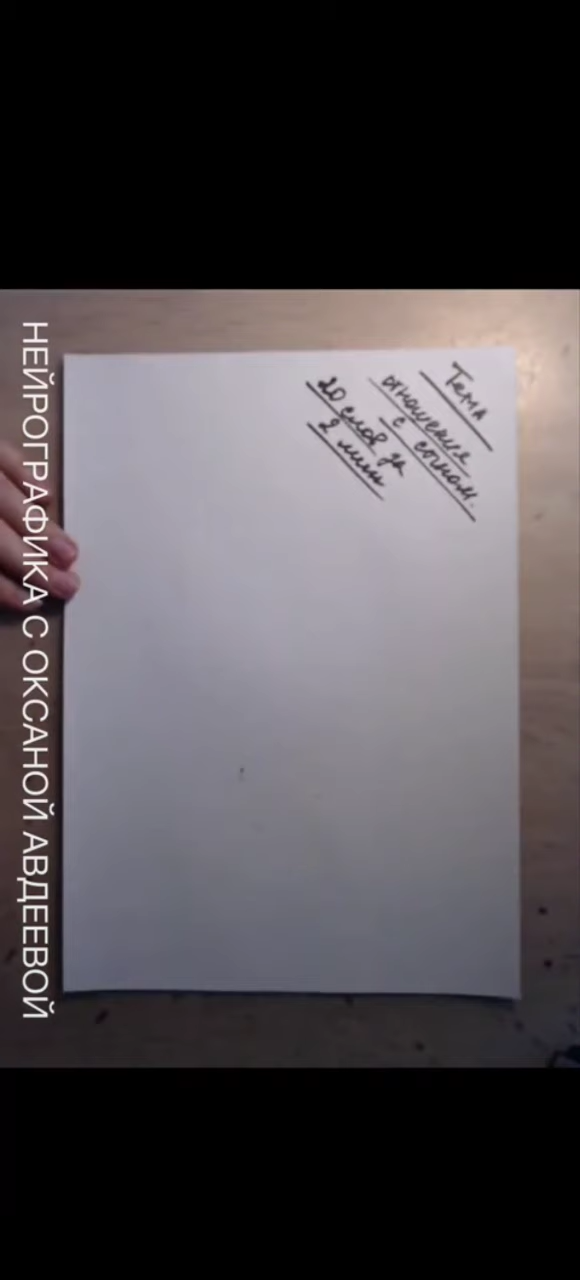 Тема
отношения
с сыном.
20 слов за
2 мин
НЕЙРОГРАФИКА С ОКСАНОЙ АВДЕЕВОЙ